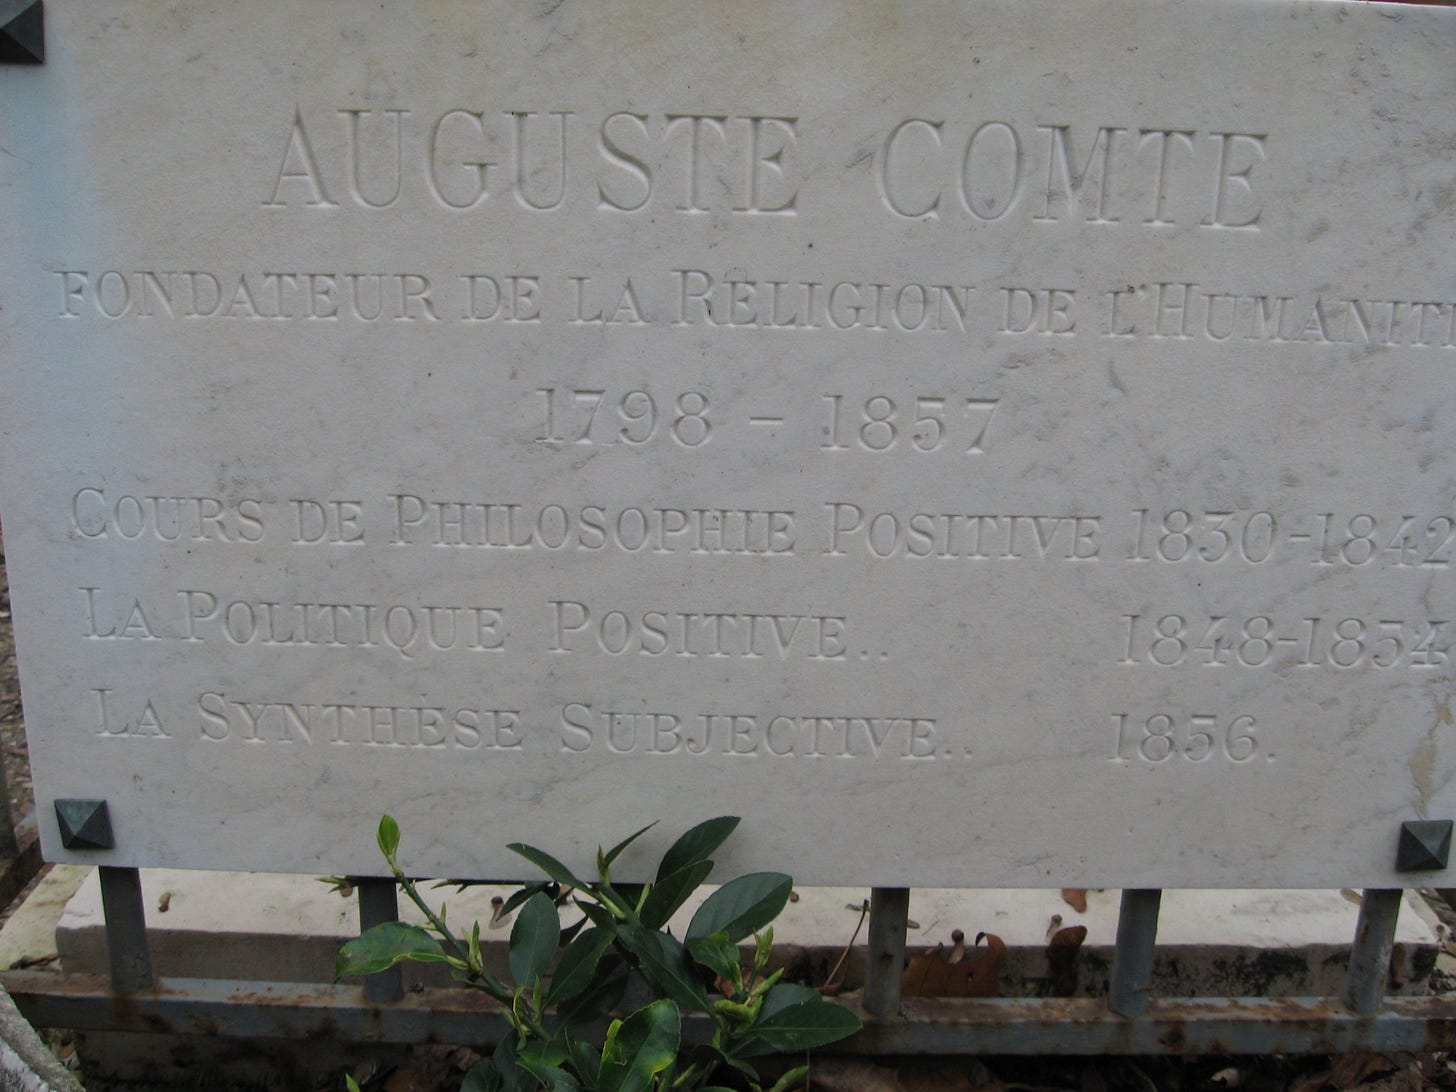 AUGUSTE COMTE
FONDATEUR DE LA RELIGION DE L'HUMANIT
1798 - 1857
COURS DE PHILOSOPHIE POSITIVE 1830-1842
LA POLITIQUE POSITIVE.. 1848-1854
LA SYNTHÈSE SUBJECTIVE.. 1856.